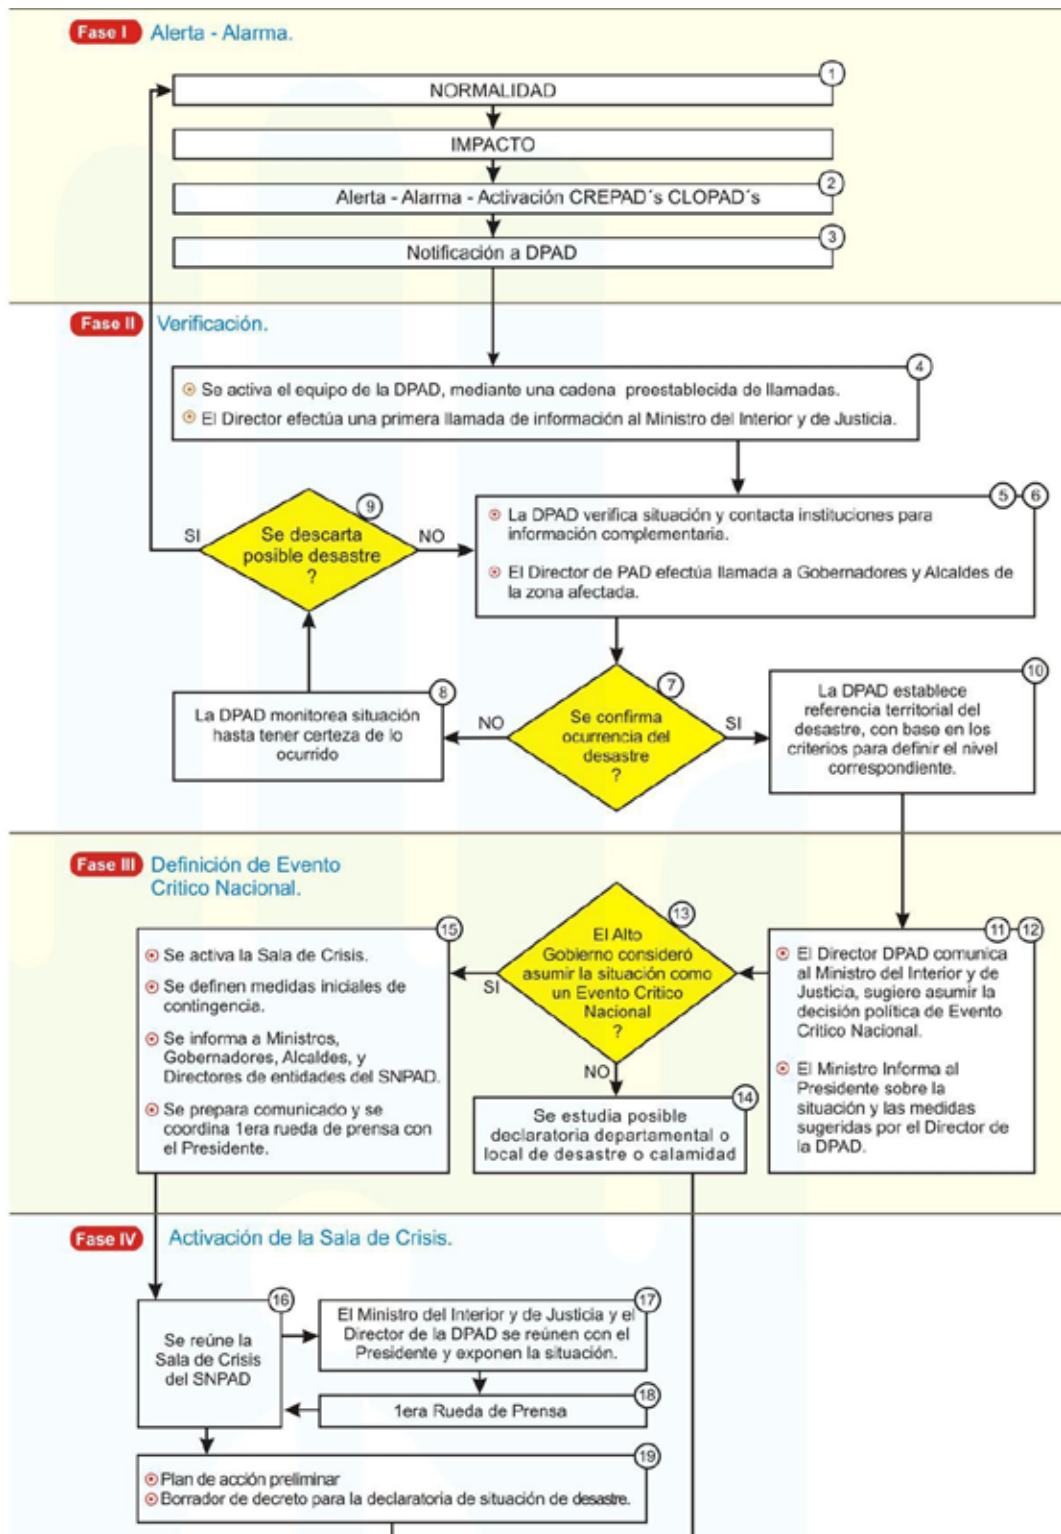 Fase I Alerta - Alarma.
1
NORMALIDAD
IMPACTO
2
Alerta - Alarma - Activación CREPAD´s CLOPAD´s
3
Notificación a DPAD
Fase II Verificación.
4
Se activa el equipo de la DPAD, mediante una cadena preestablecida de llamadas.
El Director efectúa una primera llamada de información al Ministro del Interior y de Justicia.
9
Se descarta
posible desastre
?
SI
NO
5 6
La DPAD verifica situación y contacta instituciones para
información complementaria.
El Director de PAD efectúa llamada a Gobernadores y Alcaldes de
la zona afectada.
8
La DPAD monitorea situación
hasta tener certeza de lo
ocurrido
NO
7
Se confirma
ocurrencia del
desastre
?
SI
10
La DPAD establece
referencia territorial del
desastre, con base en los
criterios para definir el nivel
correspondiente.
Fase III Definición de Evento
Critico Nacional.
15
Se activa la Sala de Crisis.
Se definen medidas iniciales de
contingencia.
Se informa a Ministros,
Gobernadores, Alcaldes, y
Directores de entidades del SNPAD.
Se prepara comunicado y se
coordina 1era rueda de prensa con
el Presidente.
13
El Alto
Gobierno consideró
asumir la situación como
un Evento Critico
Nacional
?
SI
NO
11 12
El Director DPAD comunica
al Ministro del Interior y de
Justicia, sugiere asumir la
decisión política de Evento
Critico Nacional.
El Ministro Informa al
Presidente sobre la
situación y las medidas
sugeridas por el Director de
la DPAD.
14
Se estudia posible
declaratoria departamental o
local de desastre o calamidad
Fase IV Activación de la Sala de Crisis.
16
Se reúne la
Sala de Crisis
del SNPAD
17
El Ministro del Interior y de Justicia y el
Director de la DPAD se reúnen con el
Presidente y exponen la situación.
18
1era Rueda de Prensa
19
Plan de acción preliminar
Borrador de decreto para la declaratoria de situación de desastre.